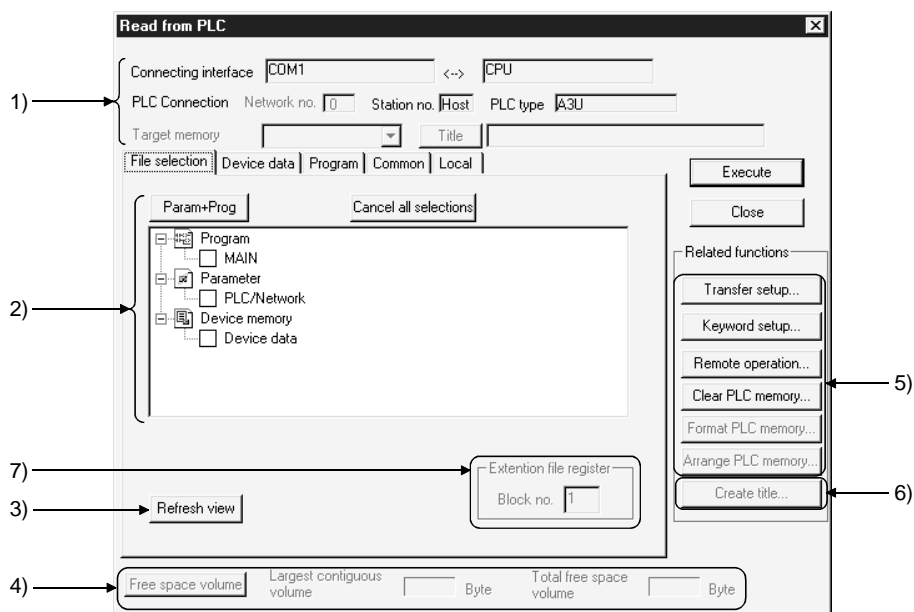 Read from PLC
1)
Connecting interface COM1 <--> CPU
PLC Connection Network no. 0 Station no. Host PLC type A3U
Target memory Title
File selection Device data Program Common Local
Execute
Close
2)
Param+Prog Cancel all selections
Program
MAIN
Parameter
PLC/Network
Device memory
Device data
Related functions
Transfer setup...
Keyword setup...
Remote operation...
Clear PLC memory...
Format PLC memory...
Arrange PLC memory...
5)
Create title...
6)
7)
Extention file register
Block no. 1
3)
Refresh view
4)
Free space volume Largest contiguous volume Byte Total free space volume Byte